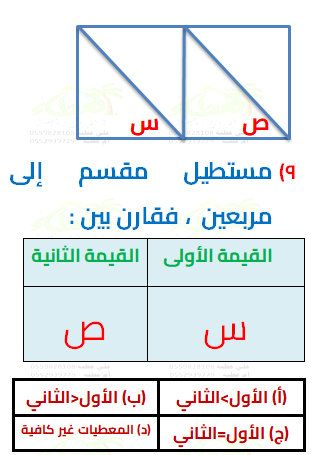 س ص
٩) مستطيل مقسم إلى
مربعين ، فقارن بين :
القيمة الأولى القيمة الثانية
س ص
(أ) الأول>الثاني (ب) الأول<الثاني
(ج) الأول=الثاني (د) المعطيات غير كافية